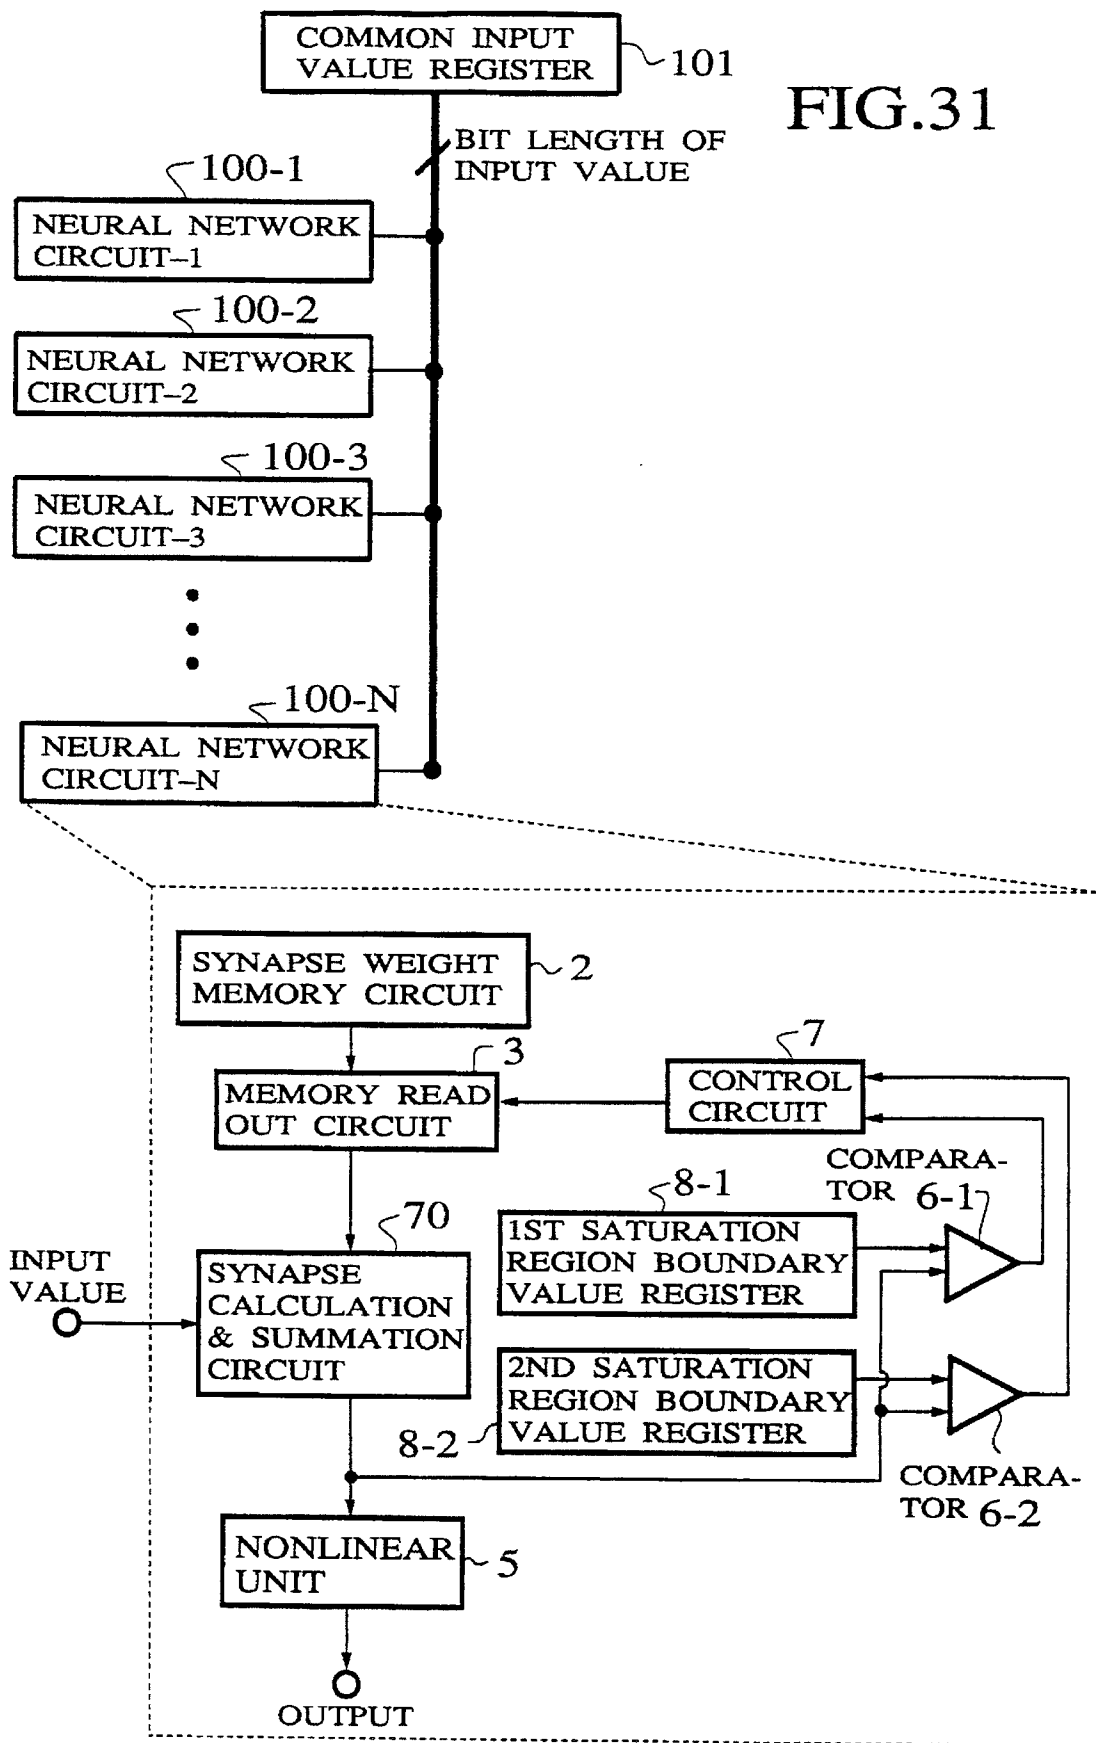 COMMON INPUT
VALUE REGISTER
101
FIG.31
BIT LENGTH OF
INPUT VALUE
100-1
NEURAL NETWORK
CIRCUIT–1
100-2
NEURAL NETWORK
CIRCUIT–2
100-3
NEURAL NETWORK
CIRCUIT–3
100-N
NEURAL NETWORK
CIRCUIT–N
SYNAPSE WEIGHT
MEMORY CIRCUIT
2
3
MEMORY READ
OUT CIRCUIT
7
CONTROL
CIRCUIT
COMPARA-
TOR 6-1
8-1
1ST SATURATION
REGION BOUNDARY
VALUE REGISTER
70
INPUT
VALUE
SYNAPSE
CALCULATION
& SUMMATION
CIRCUIT
2ND SATURATION
REGION BOUNDARY
VALUE REGISTER
8-2
COMPARA-
TOR 6-2
NONLINEAR
UNIT
5
OUTPUT